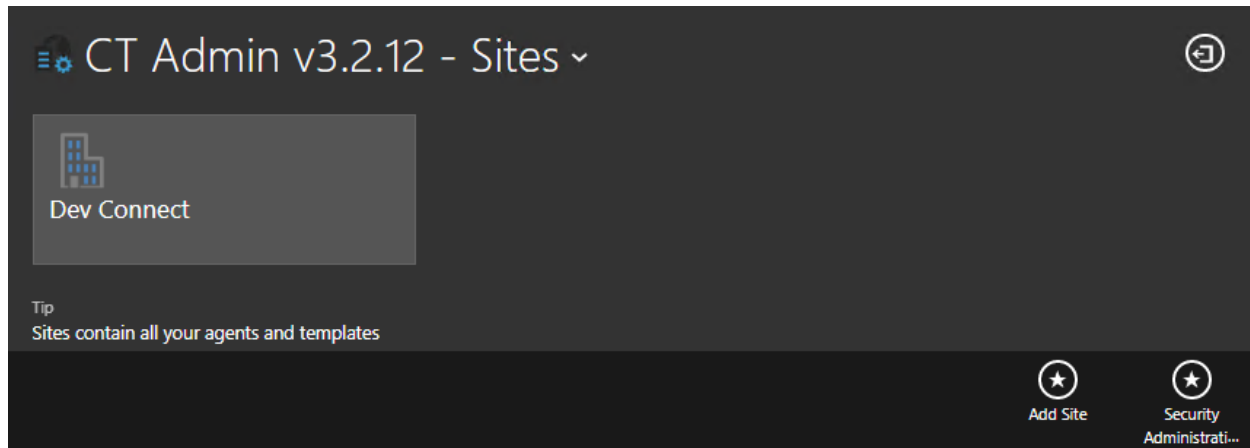 CT Admin v3.2.12 - Sites
Dev Connect
Tip
Sites contain all your agents and templates
Add Site
Security
Administrati...